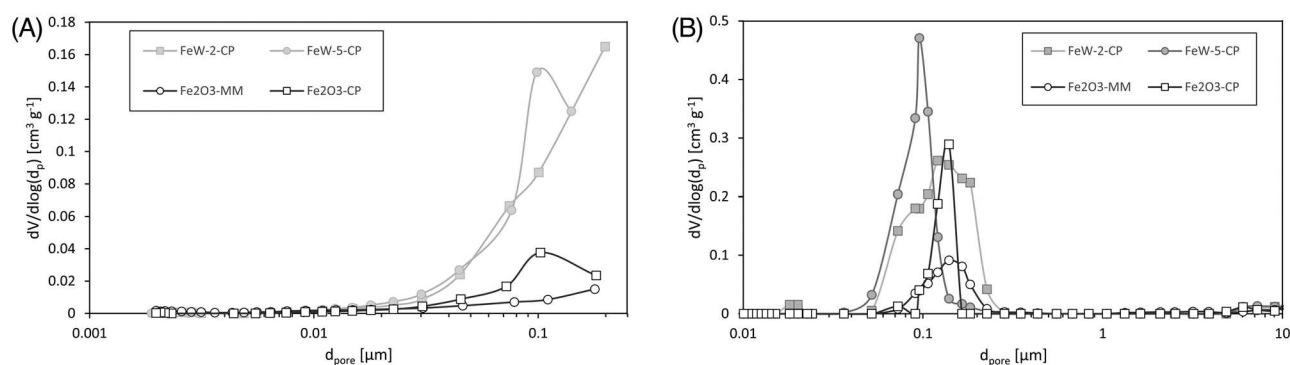 (A)
0.18
0.16
0.14
0.12
0.1
0.08
0.06
0.04
0.02
0
dV/dlog(dp) [cm³ g⁻¹]
FeW-2-CP FeW-5-CP
Fe2O3-MM Fe2O3-CP
0.001 0.01 0.1
dpore [µm]
(B)
0.5
0.4
0.3
0.2
0.1
0
dV/dlog(dp) [cm³ g⁻¹]
FeW-2-CP FeW-5-CP
Fe2O3-MM Fe2O3-CP
0.01 0.1 1 10
dpore [µm]